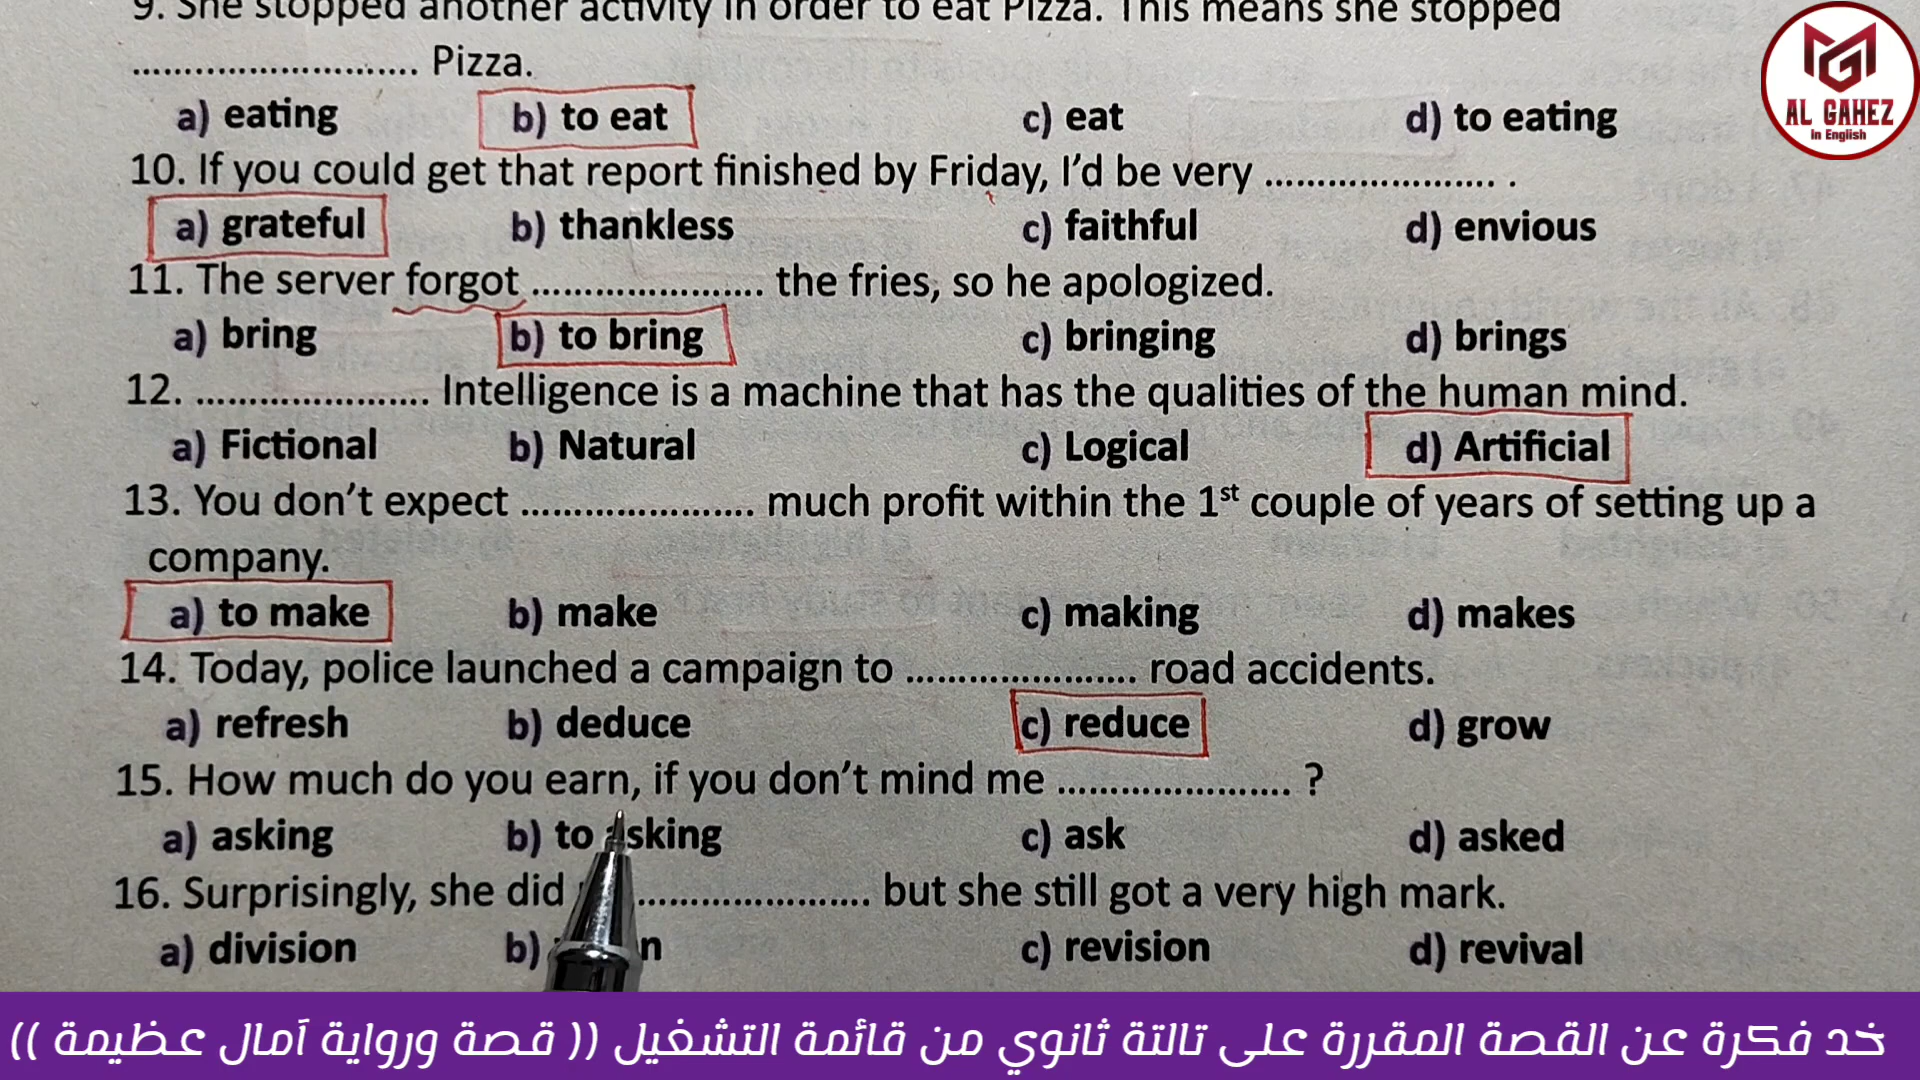 9. She stopped another activity in order to eat Pizza. This means she stopped
........................... Pizza.
a) eating b) to eat c) eat d) to eating
10. If you could get that report finished by Friday, I'd be very ...................... .
a) grateful b) thankless c) faithful d) envious
11. The server forgot ...................... the fries, so he apologized.
a) bring b) to bring c) bringing d) brings
12. ...................... Intelligence is a machine that has the qualities of the human mind.
a) Fictional b) Natural c) Logical d) Artificial
13. You don't expect ...................... much profit within the 1st couple of years of setting up a
company.
a) to make b) make c) making d) makes
14. Today, police launched a campaign to ...................... road accidents.
a) refresh b) deduce c) reduce d) grow
15. How much do you earn, if you don't mind me ...................... ?
a) asking b) to asking c) ask d) asked
16. Surprisingly, she did ...................... but she still got a very high mark.
a) division b) c) revision d) revival
AL GAHEZ
in English
خد فكرة عن القصة المقررة على تالتة ثانوي من قائمة التشغيل (( قصة ورواية آمال عظيمة ))